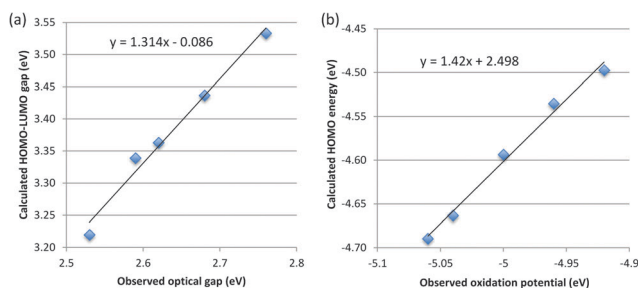 (a)
3.55
3.50
3.45
3.40
3.35
3.30
3.25
3.20
y = 1.314x - 0.086
2.5 2.6 2.7 2.8
Observed optical gap (eV)
Calculated HOMO-LUMO gap (eV)
(b)
-4.45
-4.50
-4.55
-4.60
-4.65
-4.70
y = 1.42x + 2.498
-5.1 -5.05 -5 -4.95 -4.9
Observed oxidation potential (eV)
Calculated HOMO energy (eV)